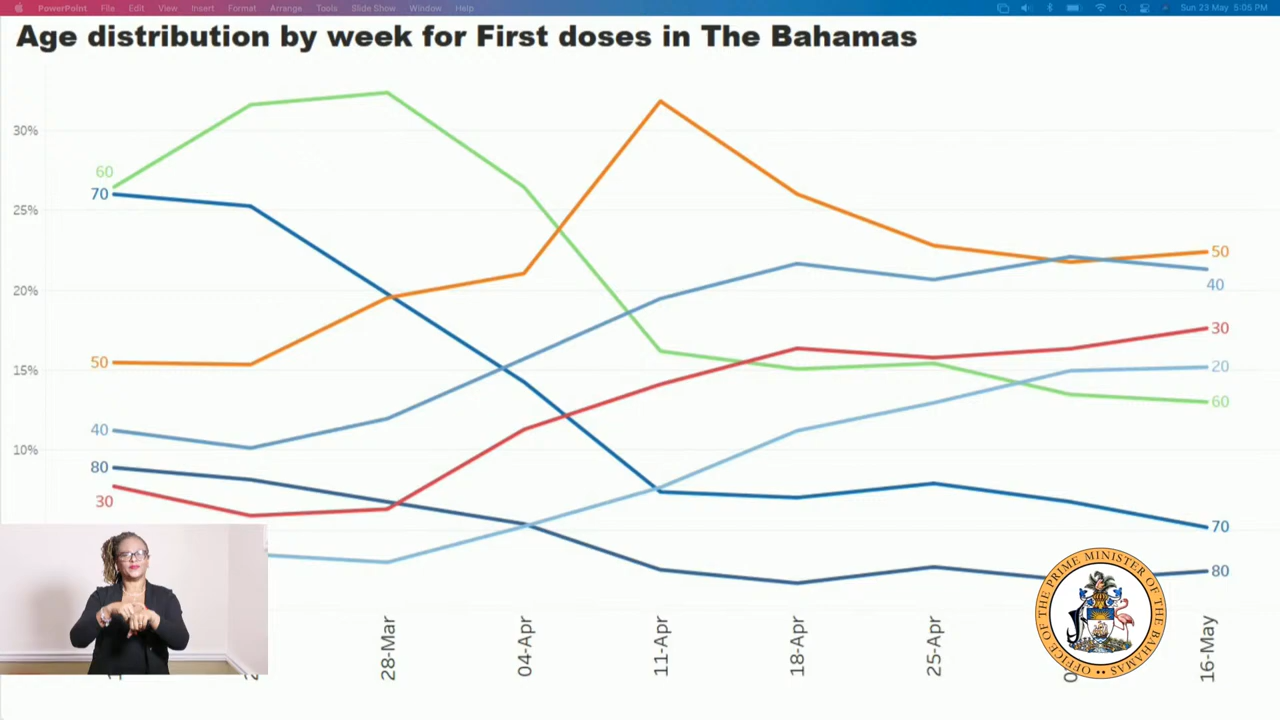 PowerPoint File Edit View Insert Format Arrange Tools Slide Show Window Help Sun 23 May 5:05 PM
Age distribution by week for First doses in The Bahamas
30%
25%
20%
15%
10%
60
70
50
40
80
30
50
40
30
20
60
70
80
28-Mar
04-Apr
11-Apr
18-Apr
25-Apr
16-May
OFFICE OF THE PRIME MINISTER OF THE BAHAMAS